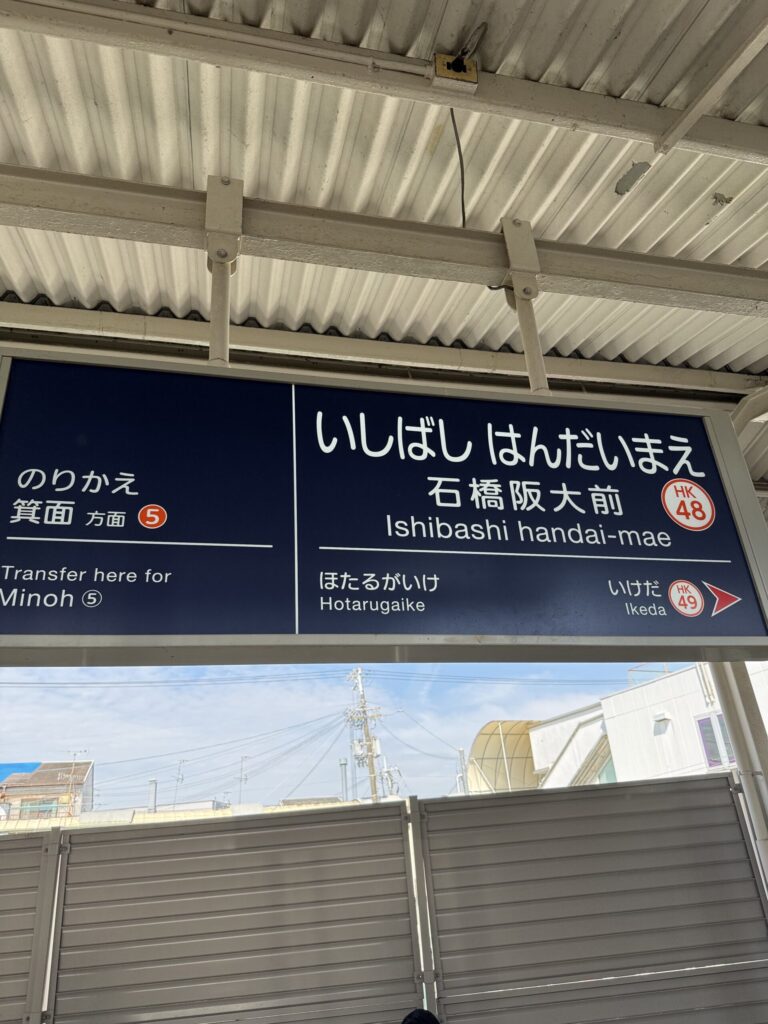 のりかえ
箕面 方面 5
Transfer here for
Minoh ⑤
いしばし はんだいまえ
石橋阪大前
HK
48
Ishibashi handai-mae
ほたるがいけ
Hotarugaike
いけだ
Ikeda
HK
49